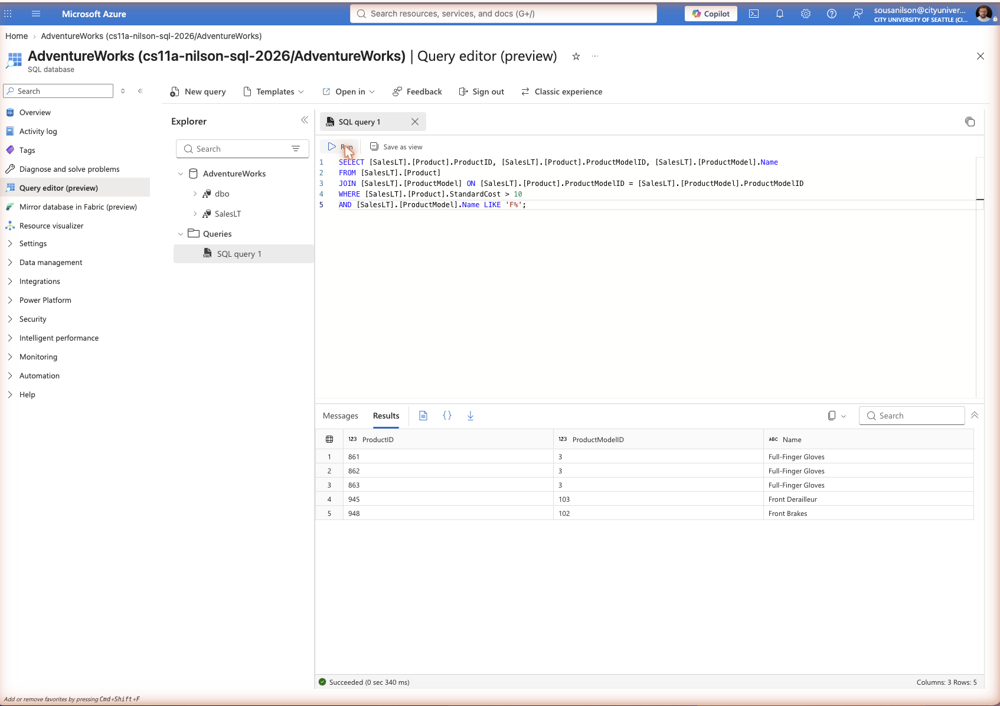 Microsoft Azure
Search resources, services, and docs (G+/)
Copilot
sousanilson@cityuniver...
CITY UNIVERSITY OF SEATTLE (CI...
Home > AdventureWorks (cs11a-nilson-sql-2026/AdventureWorks)
AdventureWorks (cs11a-nilson-sql-2026/AdventureWorks) | Query editor (preview)
SQL database
Search
Overview
Activity log
Tags
Diagnose and solve problems
Query editor (preview)
Mirror database in Fabric (preview)
Resource visualizer
Settings
Data management
Integrations
Power Platform
Security
Intelligent performance
Monitoring
Automation
Help
New query
Templates
Open in
Feedback
Sign out
Classic experience
Explorer
Search
AdventureWorks
dbo
SalesLT
Queries
SQL query 1
SQL query 1
Run
Save as view
1 SELECT [SalesLT].[Product].ProductID, [SalesLT].[Product].ProductModelID, [SalesLT].[ProductModel].Name
2 FROM [SalesLT].[Product]
3 JOIN [SalesLT].[ProductModel] ON [SalesLT].[Product].ProductModelID = [SalesLT].[ProductModel].ProductModelID
4 WHERE [SalesLT].[Product].StandardCost > 10
5 AND [SalesLT].[ProductModel].Name LIKE 'F%';
Messages
Results
Search
123 ProductID 123 ProductModelID ABC Name
1 861 3 Full-Finger Gloves
2 862 3 Full-Finger Gloves
3 863 3 Full-Finger Gloves
4 945 103 Front Derailleur
5 948 102 Front Brakes
Succeeded (0 sec 340 ms)
Columns: 3 Rows: 5
Add or remove favorites by pressing Cmd+Shift+F